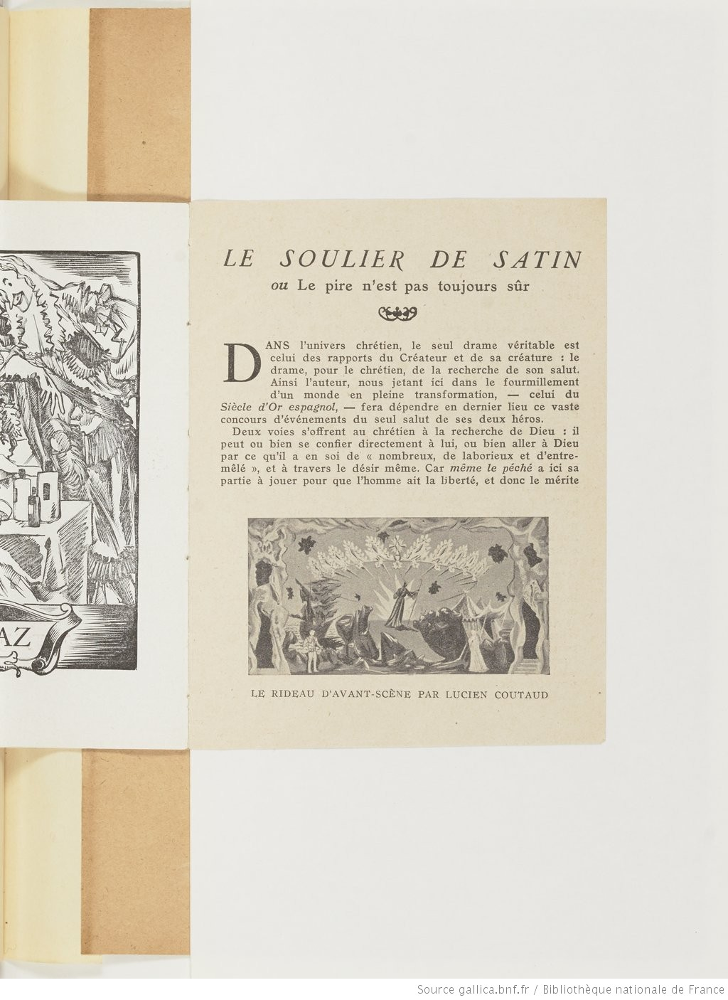 AZ
LE SOULIER DE SATIN
ou Le pire n'est pas toujours sûr
DANS l'univers chrétien, le seul drame véritable est
celui des rapports du Créateur et de sa créature : le
drame, pour le chrétien, de la recherche de son salut.
Ainsi l'auteur, nous jetant ici dans le fourmillement
d'un monde en pleine transformation, — celui du
Siècle d'Or espagnol, — fera dépendre en dernier lieu ce vaste
concours d'événements du seul salut de ses deux héros.
Deux voies s'offrent au chrétien à la recherche de Dieu : il
peut ou bien se confier directement à lui, ou bien aller à Dieu
par ce qu'il a en soi de « nombreux, de laborieux et d'entre-
mêlé », et à travers le désir même. Car même le péché a ici sa
partie à jouer pour que l'homme ait la liberté, et donc le mérite
LE RIDEAU D'AVANT-SCÈNE PAR LUCIEN COUTAUD
Source gallica.bnf.fr / Bibliothèque nationale de France